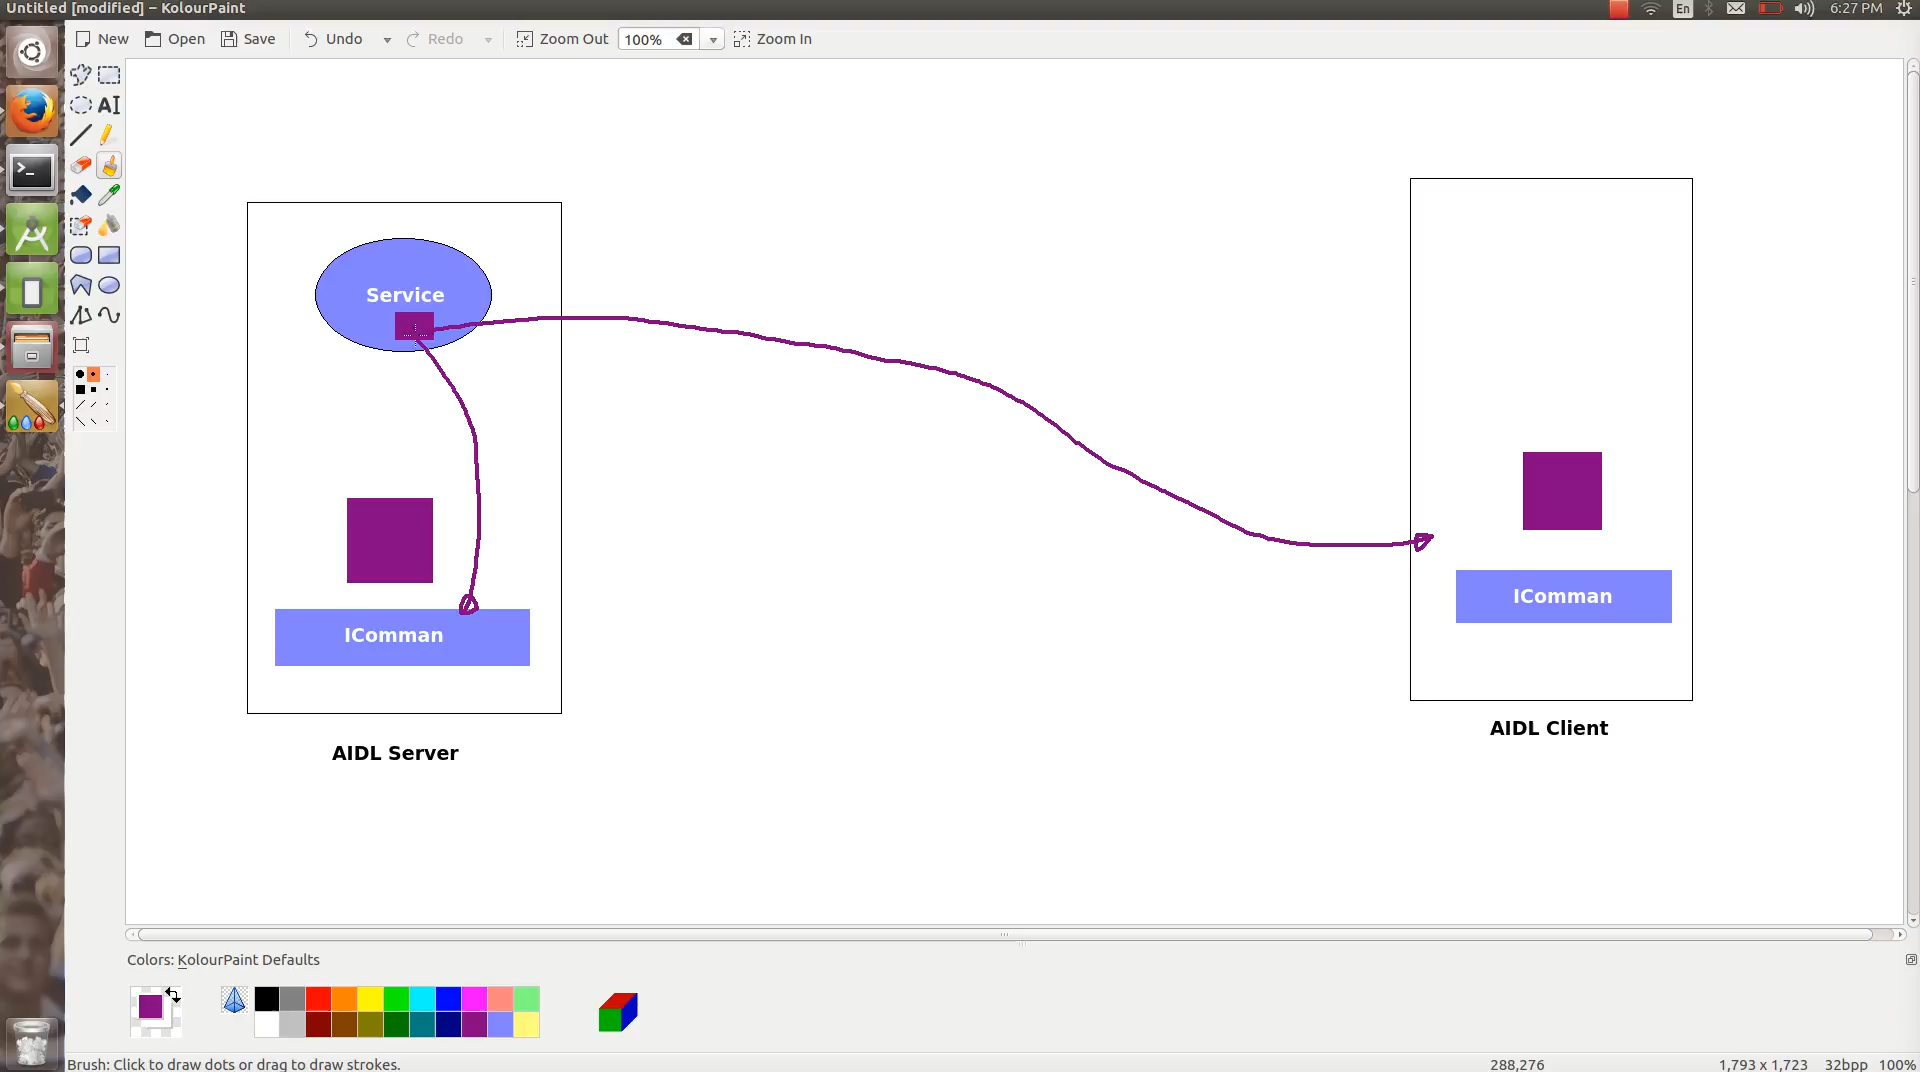 Untitled [modified] – KolourPaint
En
6:27 PM
New
Open
Save
Undo
Redo
Zoom Out
100%
Zoom In
AI
Service
IComman
IComman
AIDL Client
AIDL Server
Colors: KolourPaint Defaults
Brush: Click to draw dots or drag to draw strokes.
288,276
1,793 x 1,723
32bpp
100%